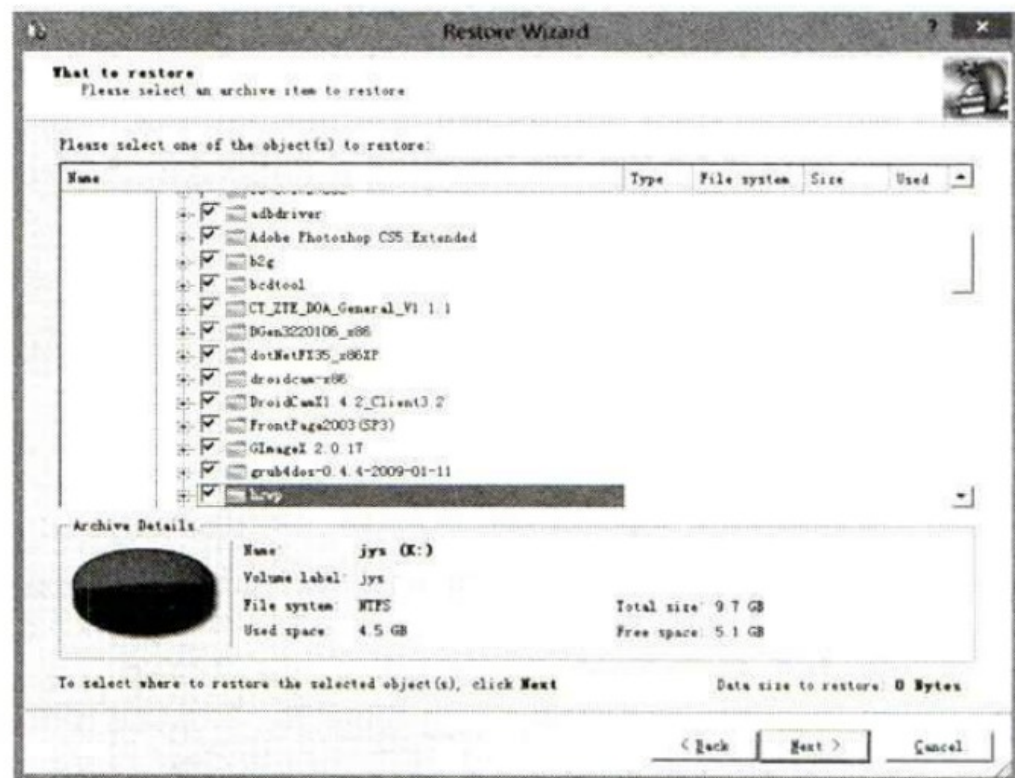 Restore Wizard
?
What to restore
Please select an archive item to restore
Please select one of the object(s) to restore:
Name Type File system Size Used
adbdriver
Adobe Photoshop CS5 Extended
b2g
bcdtool
CT_ZTE_DOA_General_V1.1.1
DGen3220106_x86
dotNetFX35_x86XP
droidcam-x86
DroidCamX1.4.2_Client3.2
FrontPage2003(SP3)
GImageX 2.0.17
grub4dos-0.4.4-2009-01-11
Archive Details
Name: jys (K:)
Volume label: jys
File system: NTFS Total size: 9.7 GB
Used space: 4.5 GB Free space: 5.1 GB
To select where to restore the selected object(s), click Next Data size to restore: 0 Bytes
< Back Next > Cancel